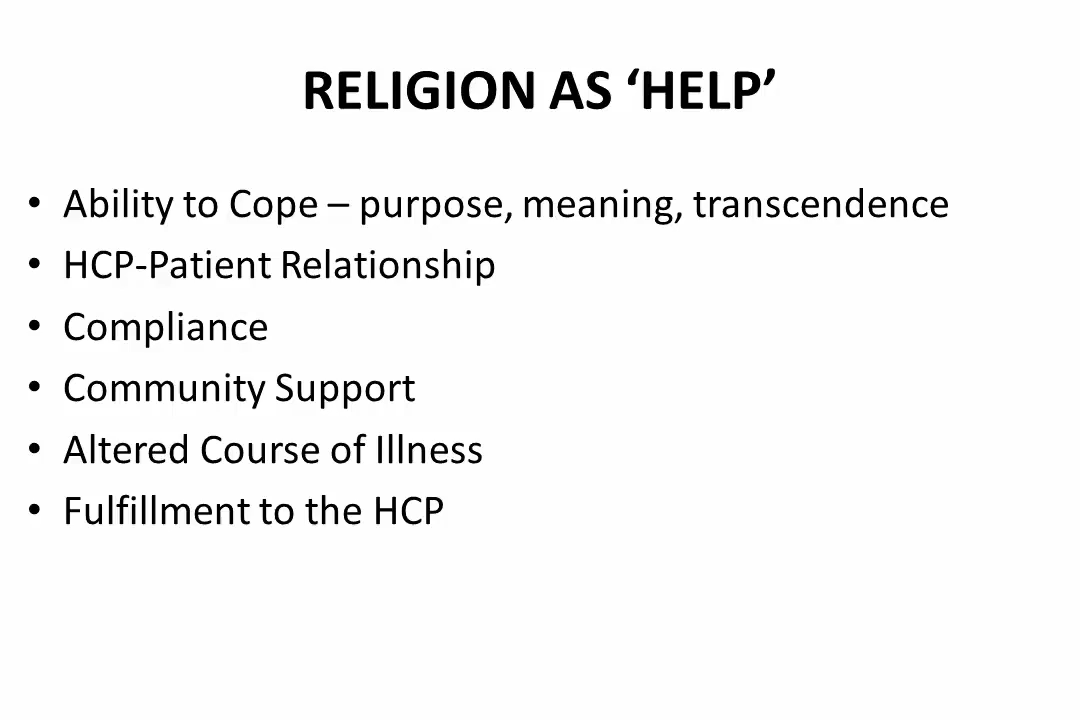 RELIGION AS ‘HELP’
• Ability to Cope – purpose, meaning, transcendence
• HCP-Patient Relationship
• Compliance
• Community Support
• Altered Course of Illness
• Fulfillment to the HCP